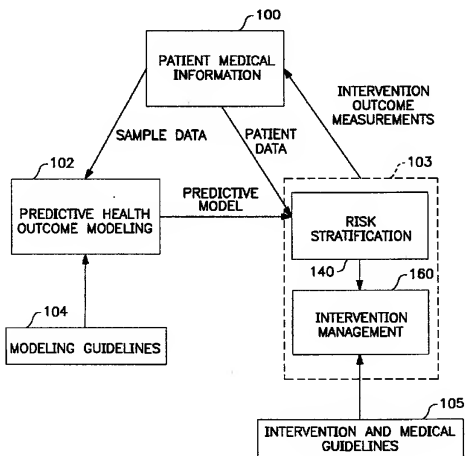 100
PATIENT MEDICAL
INFORMATION
INTERVENTION
OUTCOME
MEASUREMENTS
SAMPLE DATA
PATIENT
DATA
102
PREDICTIVE HEALTH
OUTCOME MODELING
PREDICTIVE
MODEL
103
RISK
STRATIFICATION
140
160
INTERVENTION
MANAGEMENT
104
MODELING GUIDELINES
105
INTERVENTION AND MEDICAL
GUIDELINES